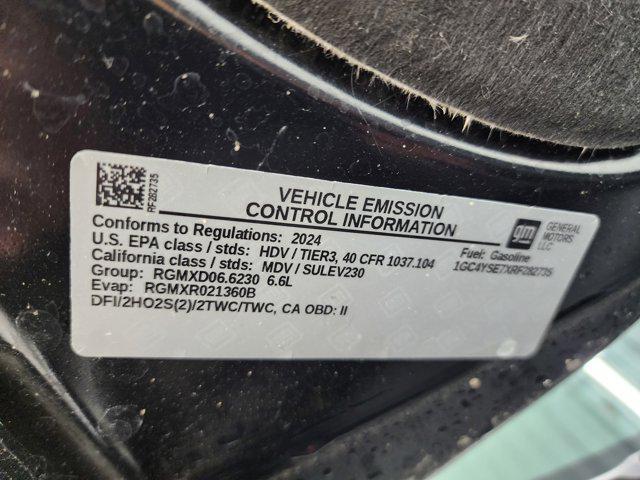 RF282735
VEHICLE EMISSION
CONTROL INFORMATION
Conforms to Regulations: 2024
U.S. EPA class / stds: HDV / TIER3, 40 CFR 1037.104
California class / stds: MDV / SULEV230
Group: RGMXD06.6230 6.6L
Evap: RGMXR021360B
DFI/2HO2S(2)/2TWC/TWC, CA OBD: II
gm
GENERAL
MOTORS
LLC
Fuel: Gasoline
1GC4YSE7XRF282735